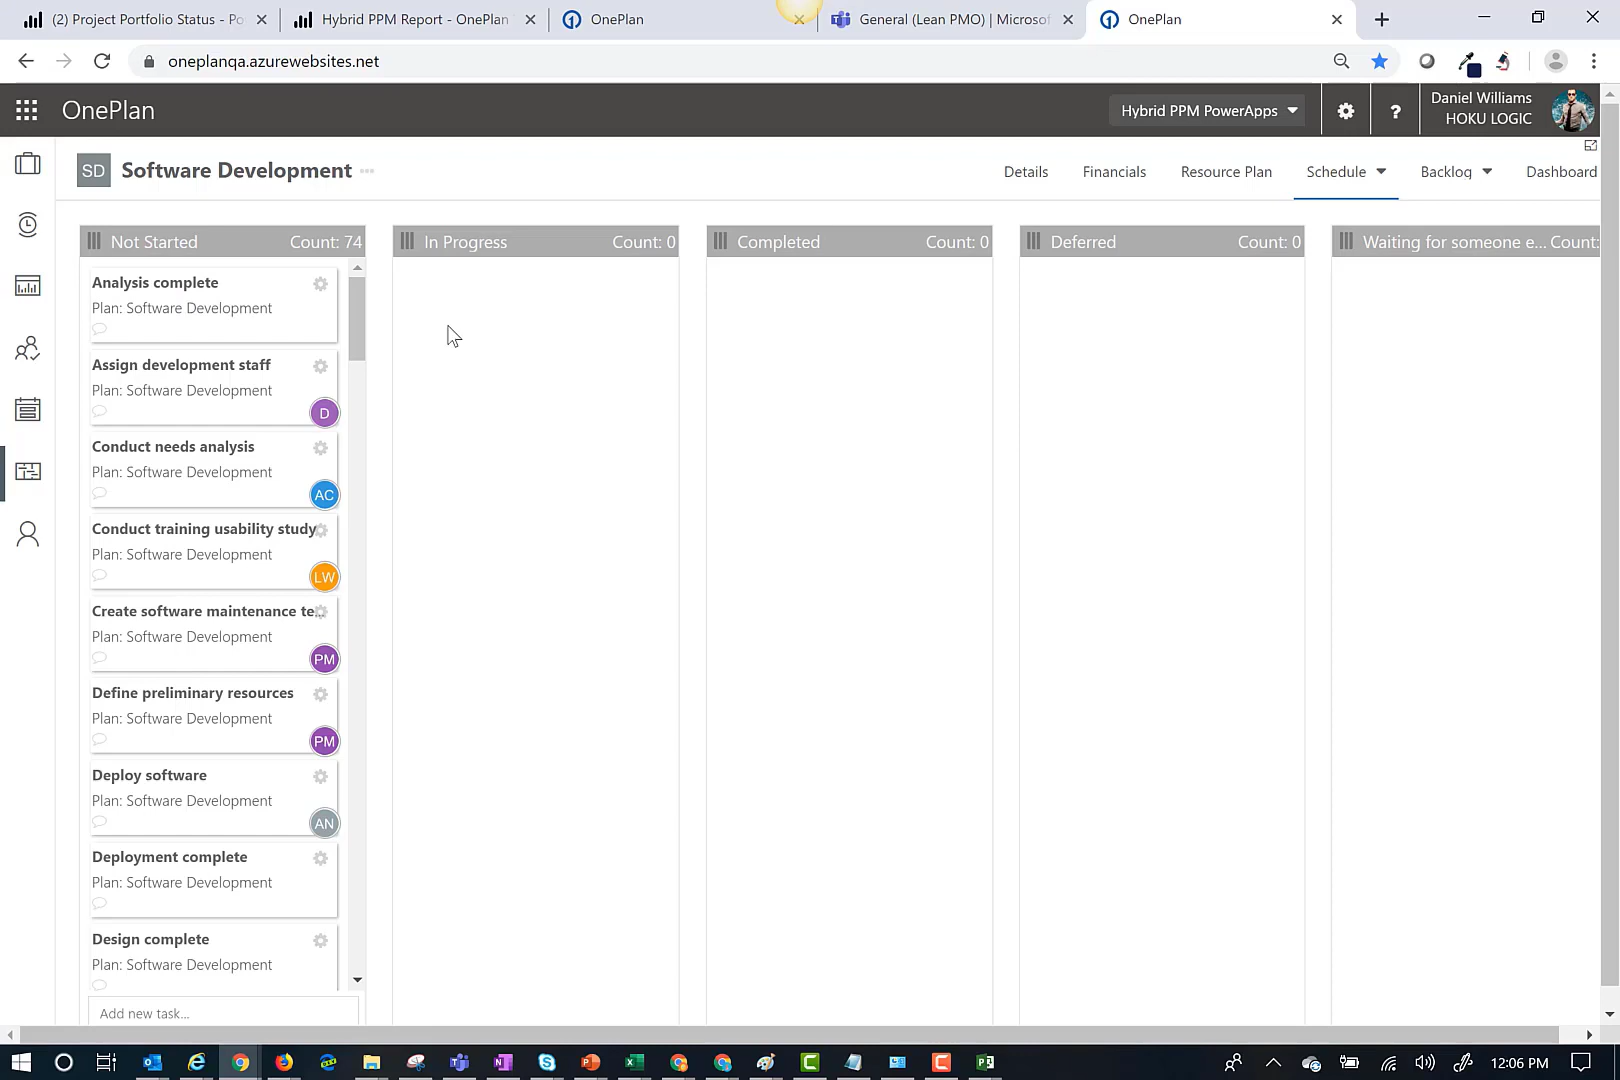 (2) Project Portfolio Status - Po
Hybrid PPM Report - OnePlan
OnePlan
General (Lean PMO) | Microsof
OnePlan
oneplanqa.azurewebsites.net
OnePlan
Hybrid PPM PowerApps
?
Daniel Williams
HOKU LOGIC
SD
Software Development
Details
Financials
Resource Plan
Schedule
Backlog
Dashboard
Not Started
Count: 74
In Progress
Count: 0
Completed
Count: 0
Deferred
Count: 0
Waiting for someone e...
Count:
Analysis complete
Plan: Software Development
Assign development staff
Plan: Software Development
D
Conduct needs analysis
Plan: Software Development
AC
Conduct training usability study
Plan: Software Development
LW
Create software maintenance te...
Plan: Software Development
PM
Define preliminary resources
Plan: Software Development
PM
Deploy software
Plan: Software Development
AN
Deployment complete
Plan: Software Development
Design complete
Plan: Software Development
Add new task...
12:06 PM